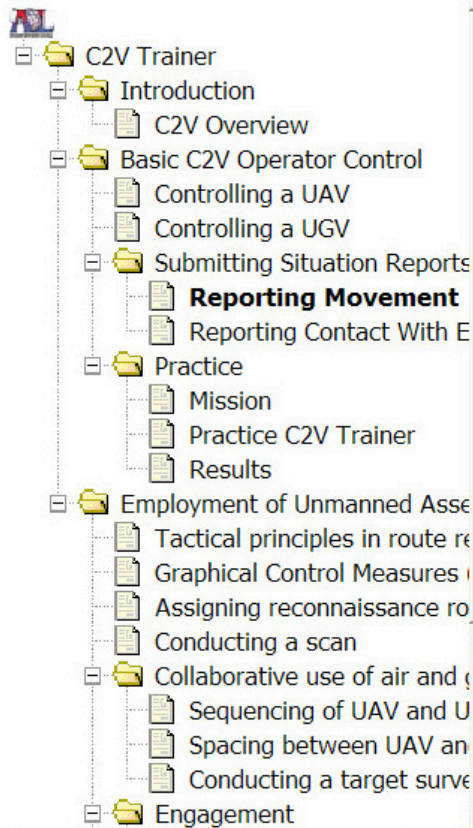 ADL
C2V Trainer
Introduction
C2V Overview
Basic C2V Operator Control
Controlling a UAV
Controlling a UGV
Submitting Situation Reports
Reporting Movement
Reporting Contact With E
Practice
Mission
Practice C2V Trainer
Results
Employment of Unmanned Asse
Tactical principles in route re
Graphical Control Measures (
Assigning reconnaissance ro
Conducting a scan
Collaborative use of air and g
Sequencing of UAV and U
Spacing between UAV an
Conducting a target surve
Engagement